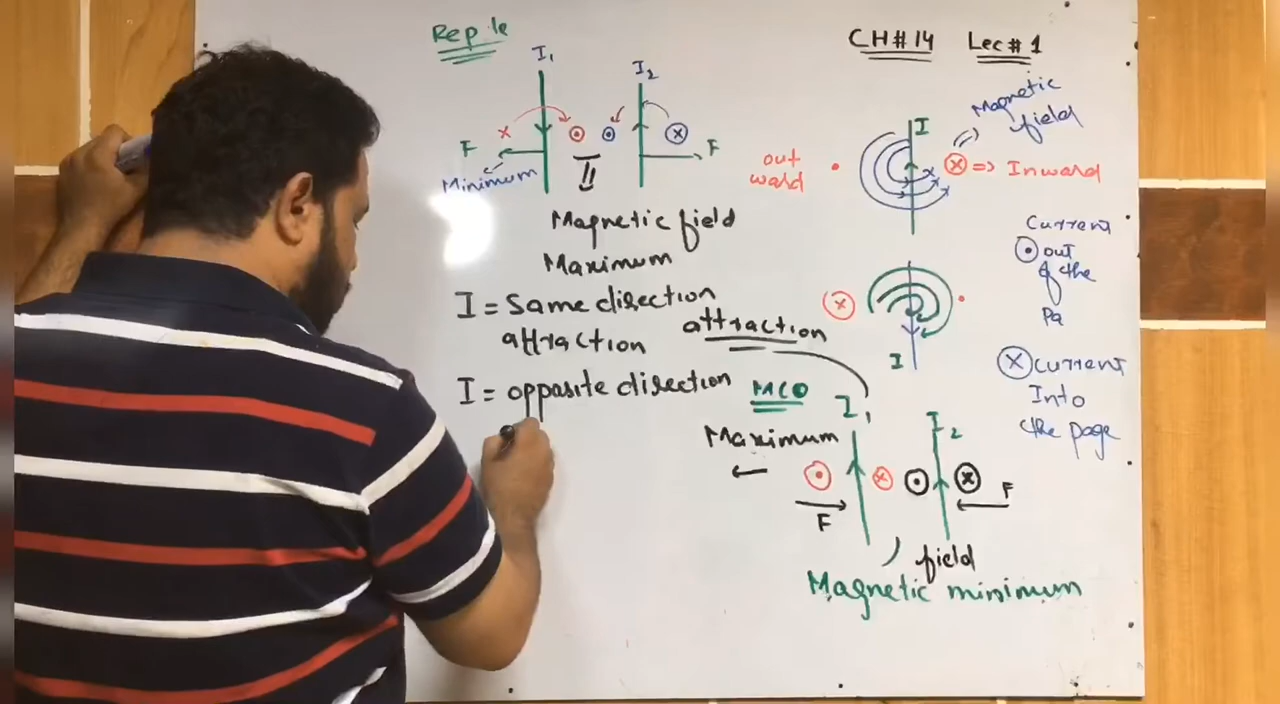 Rep le
I₁
I₂
F
F
Minimum
II
Magnetic field
Maximum
I = Same direction
attraction
I = opposite direction
CH#14 Lec#1
Magnetic
field
I
out
ward
⊗ => Inward
Current
⊙ out
of the
Pa
I
⊗ current
Into
the page
attraction
MCQ
I₁
I₂
Maximum
F
F
field
Magnetic minimum